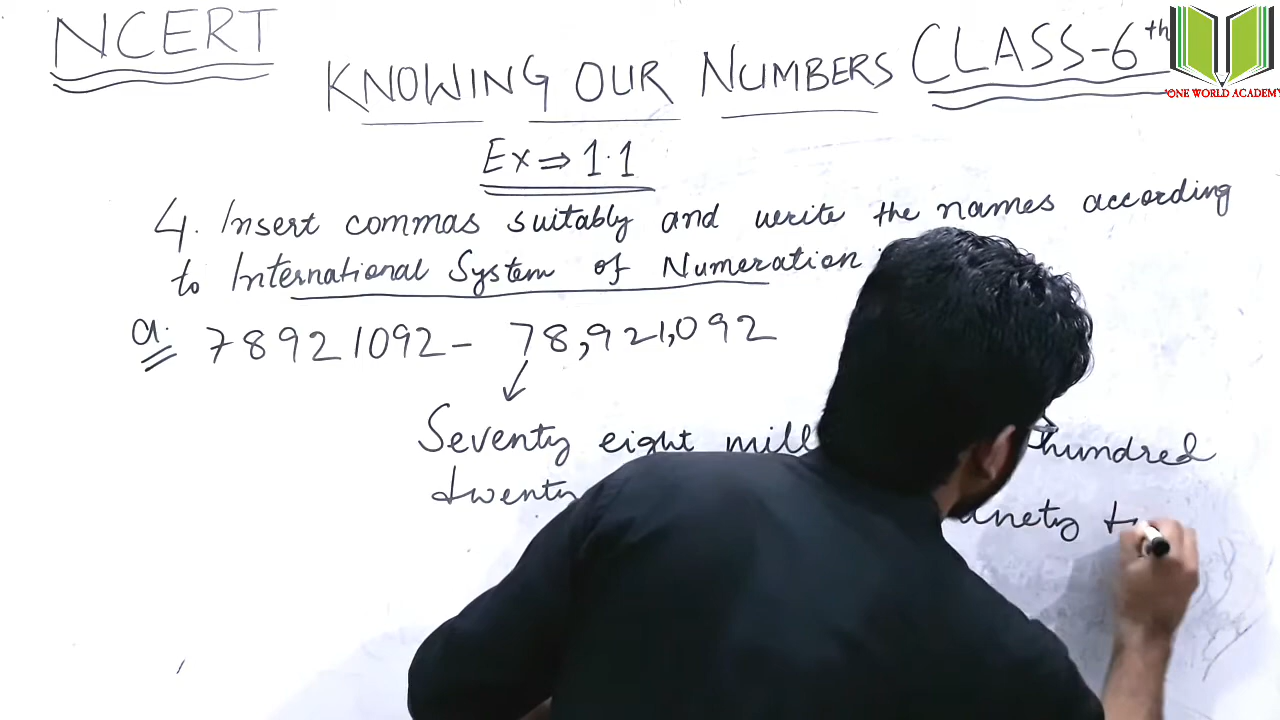 NCERT
KNOWING OUR NUMBERS CLASS-6th
ONE WORLD ACADEMY
Ex⇒1.1
4. Insert commas suitably and write the names according
to International System of Numeration
a. 78921092- 78,921,092
Seventy eight mill hundred
twenty